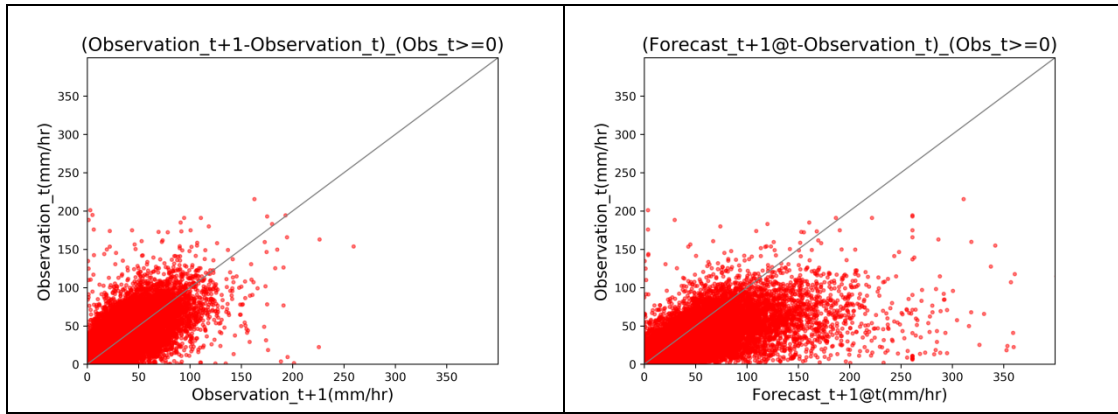 (Observation_t+1-Observation_t)_(Obs_t>=0)
Observation_t(mm/hr)
350
300
250
200
150
100
50
0
0 50 100 150 200 250 300 350
Observation_t+1(mm/hr)
(Forecast_t+1@t-Observation_t)_(Obs_t>=0)
Observation_t(mm/hr)
350
300
250
200
150
100
50
0
0 50 100 150 200 250 300 350
Forecast_t+1@t(mm/hr)